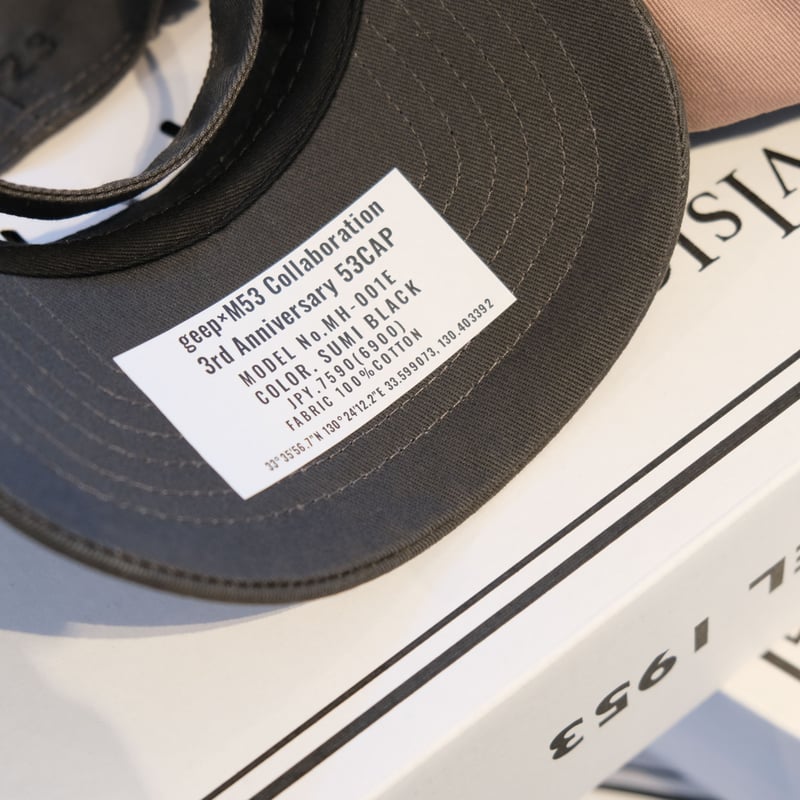 geep×M53 Collaboration
3rd Anniversary 53CAP
MODEL No.MH-001E
COLOR. SUMI BLACK
JPY.7590(6900)
FABRIC 100%COTTON
33°35'56.7"N 130°24'12.2"E 33.599073, 130.403392
1953
123